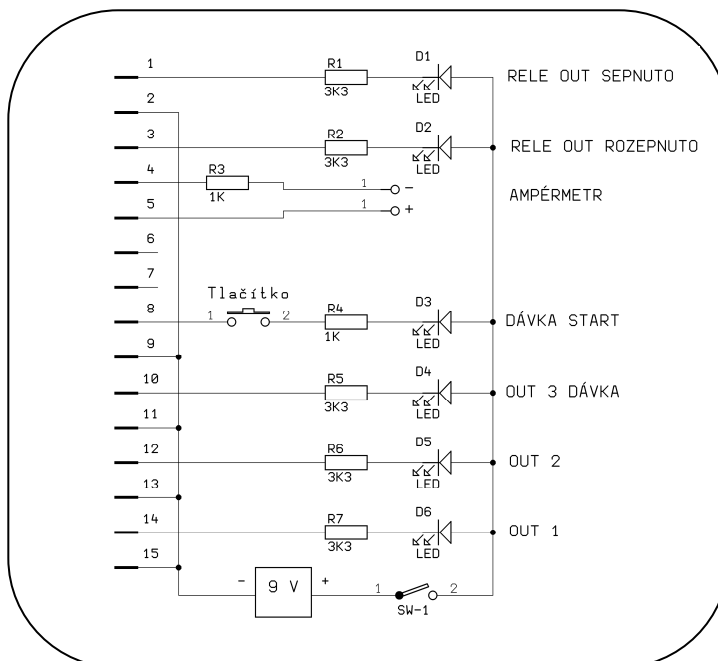 D1
1 R1 RELE OUT SEPNUTO
3K3 LED
2
D2
3 R2 RELE OUT ROZEPNUTO
3K3 LED
4 R3
1 -
1K AMPÉRMETR
5 1 +
6
7
Tlačítko D3
8 1 2 R4 DÁVKA START
1K LED
9
D4
10 R5 OUT 3 DÁVKA
3K3 LED
11
D5
12 R6 OUT 2
3K3 LED
13
D6
14 R7 OUT 1
3K3 LED
15
- 9 V + 1 2
SW-1